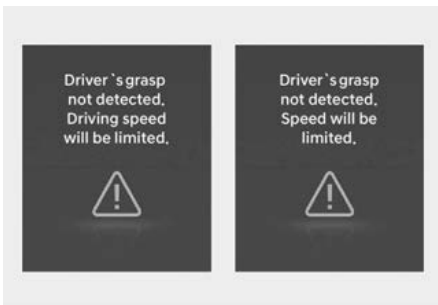 Driver`s grasp
not detected.
Driving speed
will be limited.
Driver`s grasp
not detected.
Speed will be
limited.